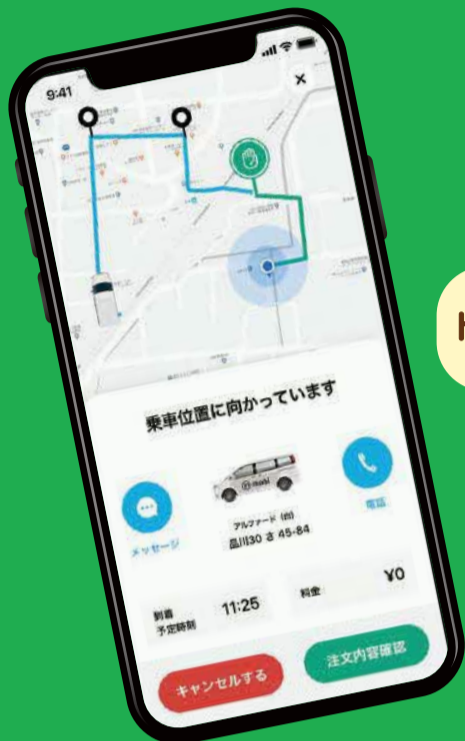 9:41
×
乗車位置に向かっています
mobi
メッセージ
アルファード (白)
品川30 さ 45-84
電話
到着
予定時刻
11:25
料金
¥0
キャンセルする
注文内容確認